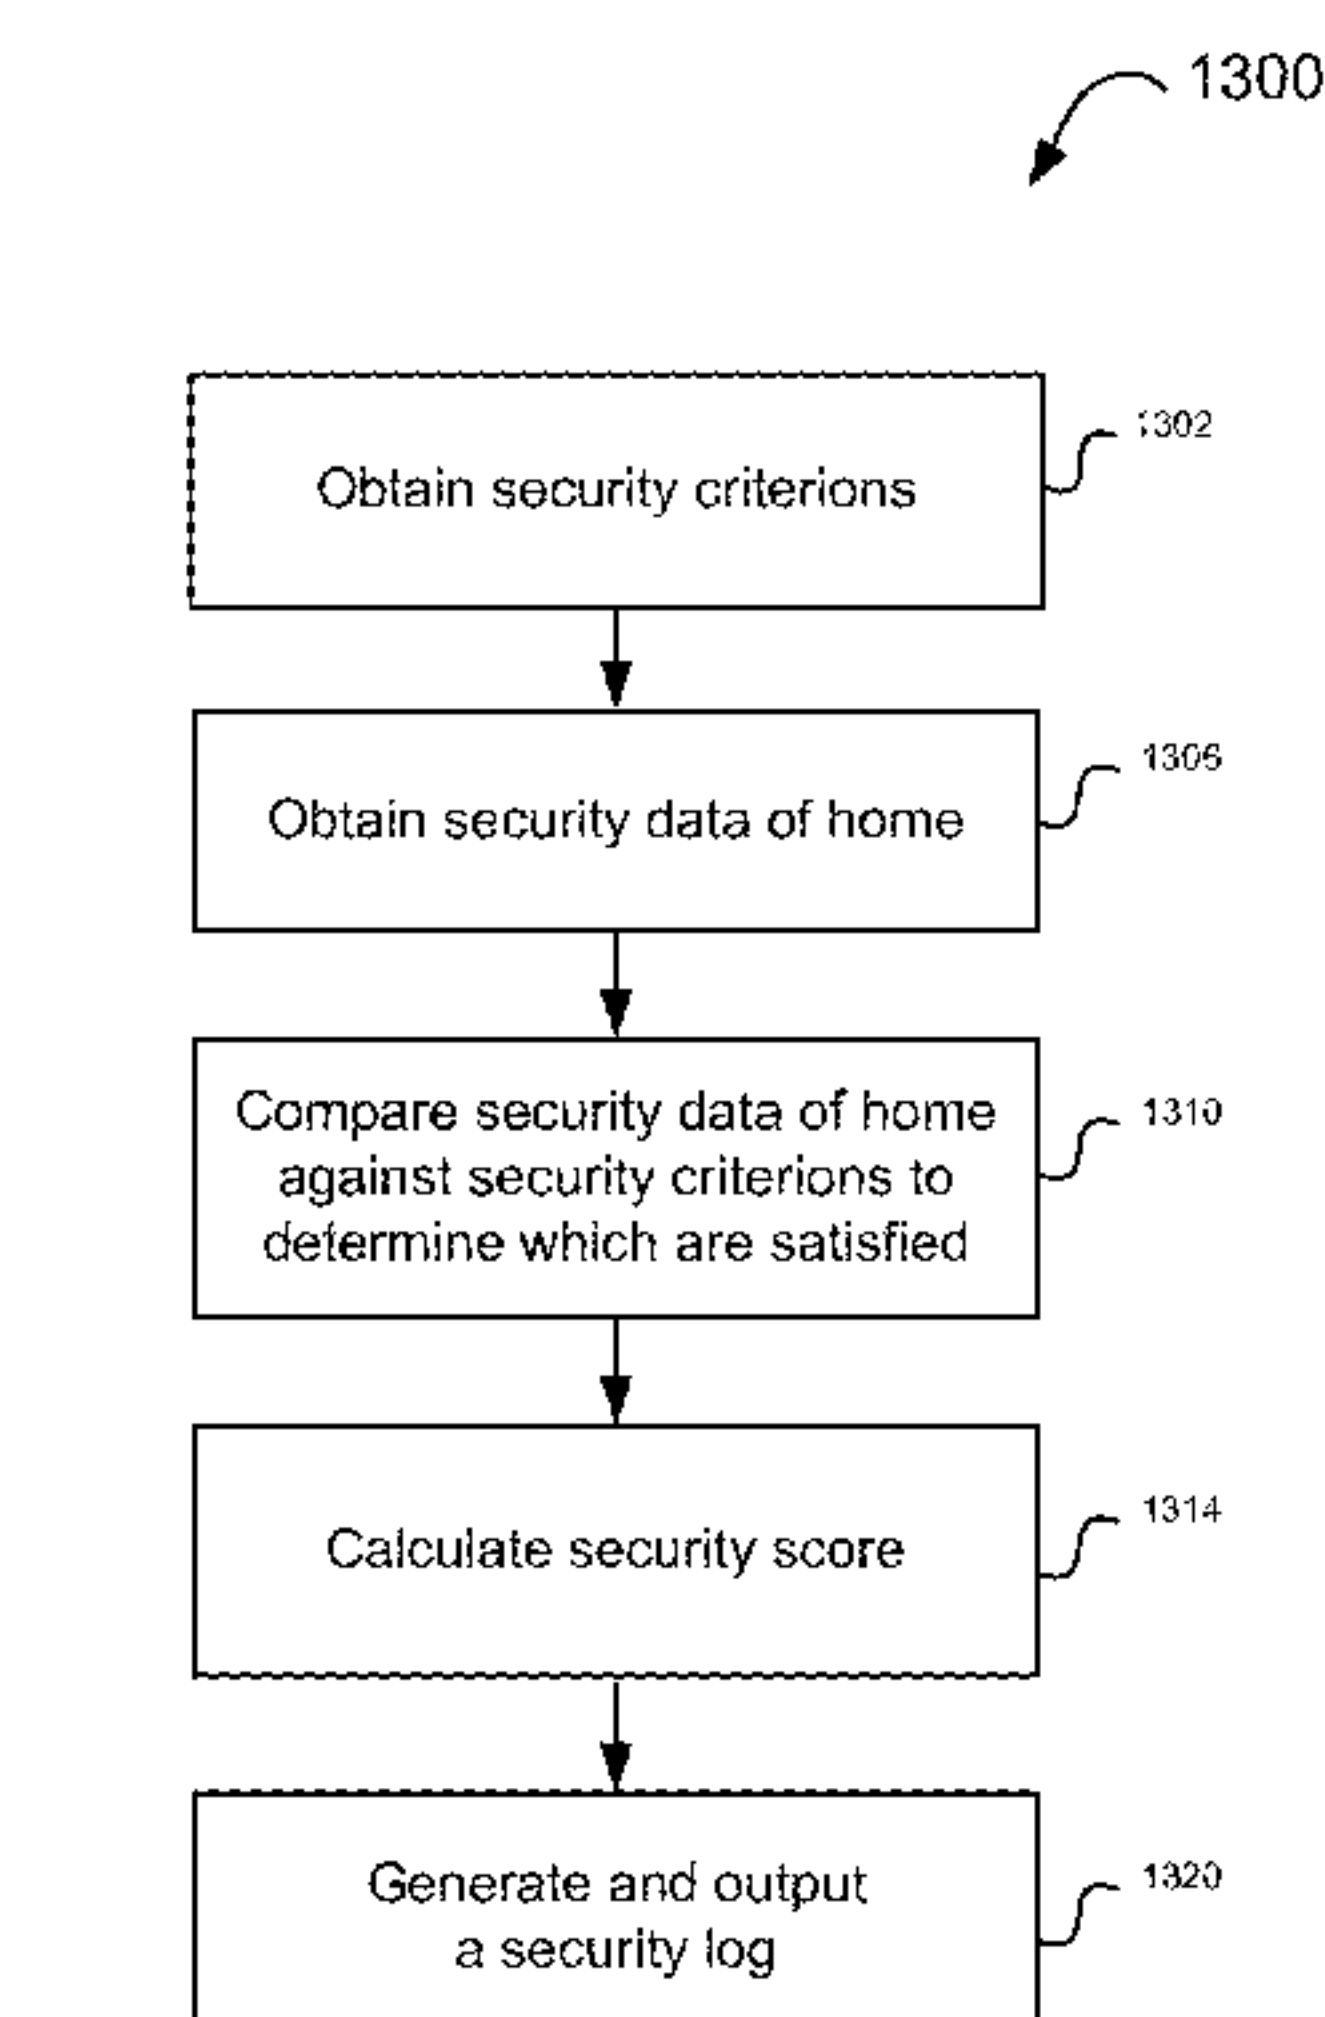 1300
Obtain security criterions
1302
Obtain security data of home
1306
Compare security data of home
against security criterions to
determine which are satisfied
1310
Calculate security score
1314
Generate and output
a security log
1320